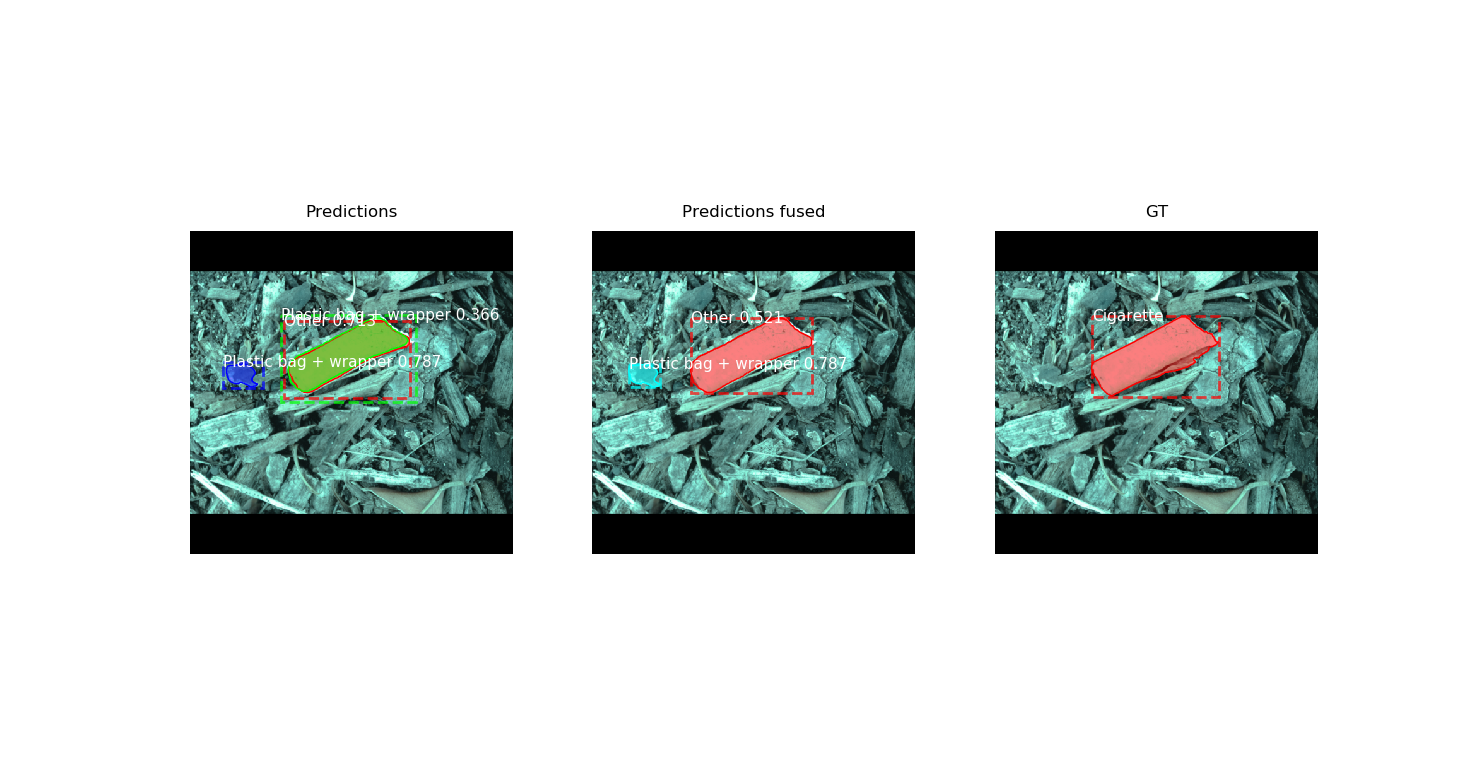 Predictions
Predictions fused
GT
Plastic bag + wrapper 0.366
Other 0.713
Plastic bag + wrapper 0.787
Other 0.521
Plastic bag + wrapper 0.787
Cigarette